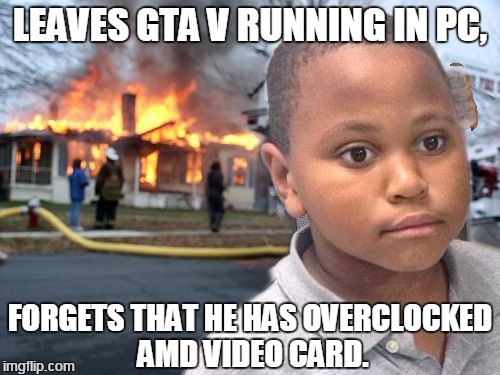 LEAVES GTA V RUNNING IN PC,
FORGETS THAT HE HAS OVERCLOCKED
AMD VIDEO CARD.
imgflip.com